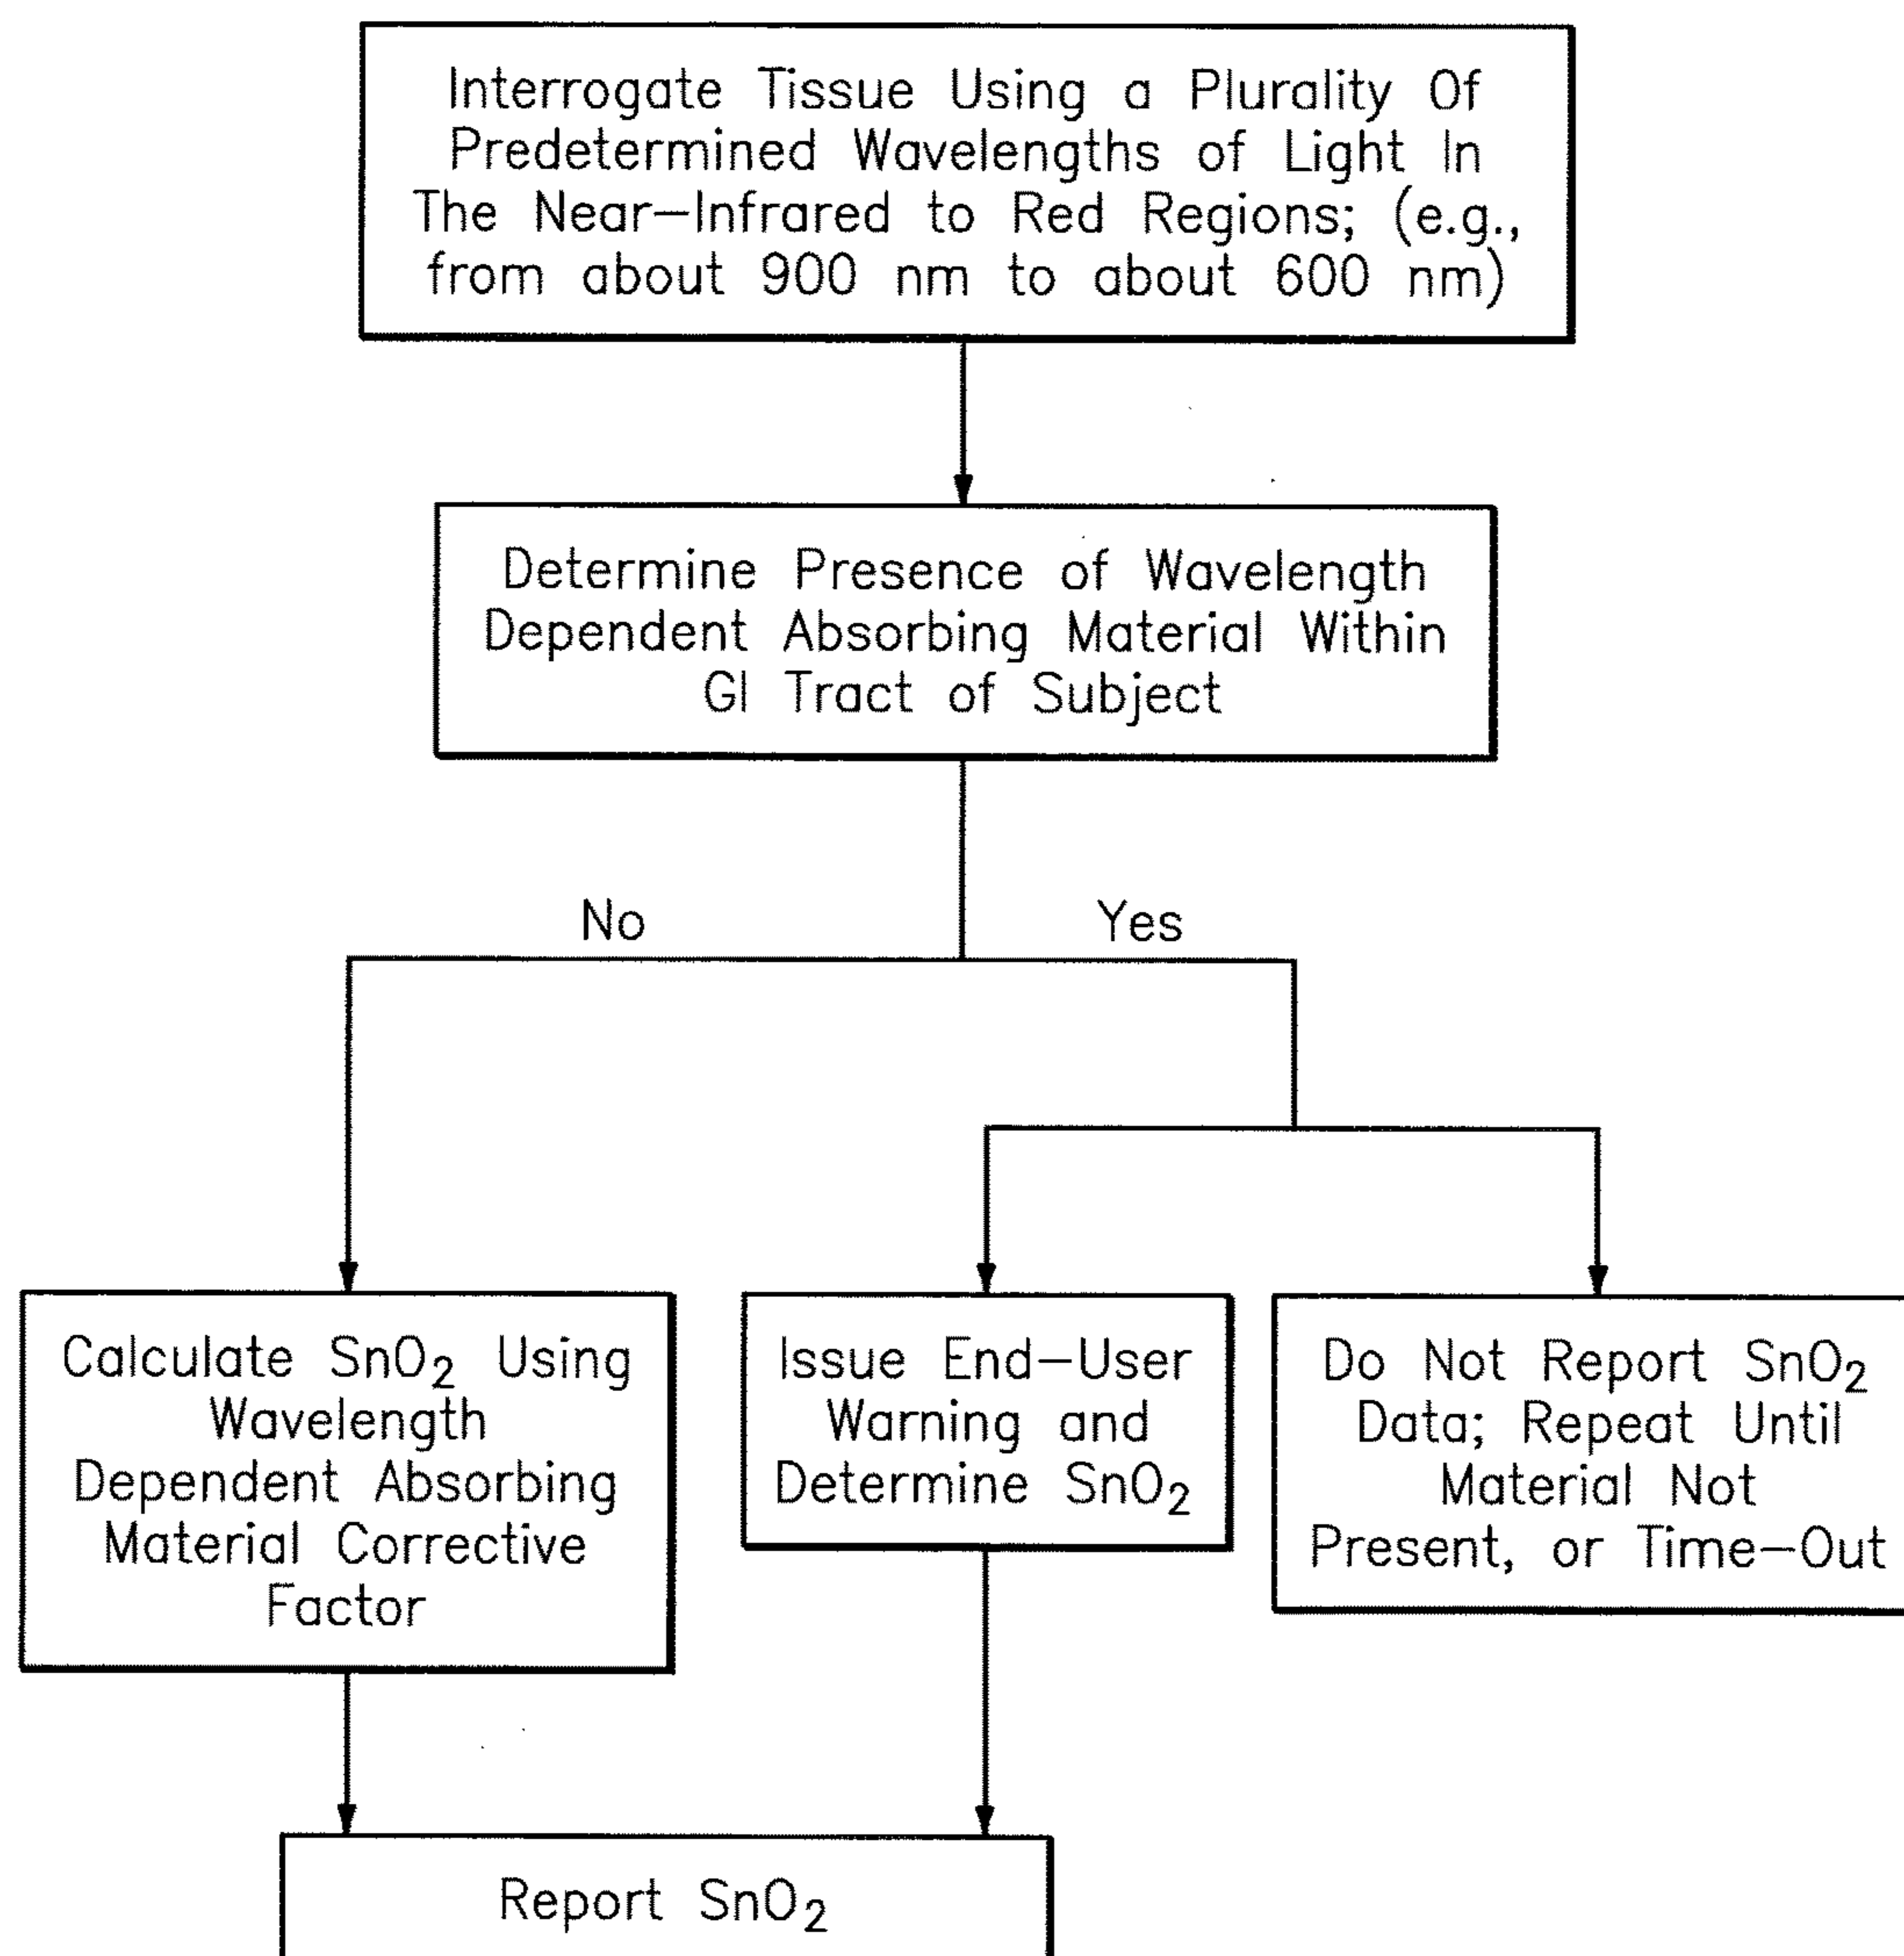 Interrogate Tissue Using a Plurality Of
Predetermined Wavelengths of Light In
The Near–Infrared to Red Regions; (e.g.,
from about 900 nm to about 600 nm)
Determine Presence of Wavelength
Dependent Absorbing Material Within
GI Tract of Subject
No
Yes
Calculate SnO₂ Using
Wavelength
Dependent Absorbing
Material Corrective
Factor
Issue End–User
Warning and
Determine SnO₂
Do Not Report SnO₂
Data; Repeat Until
Material Not
Present, or Time–Out
Report SnO₂